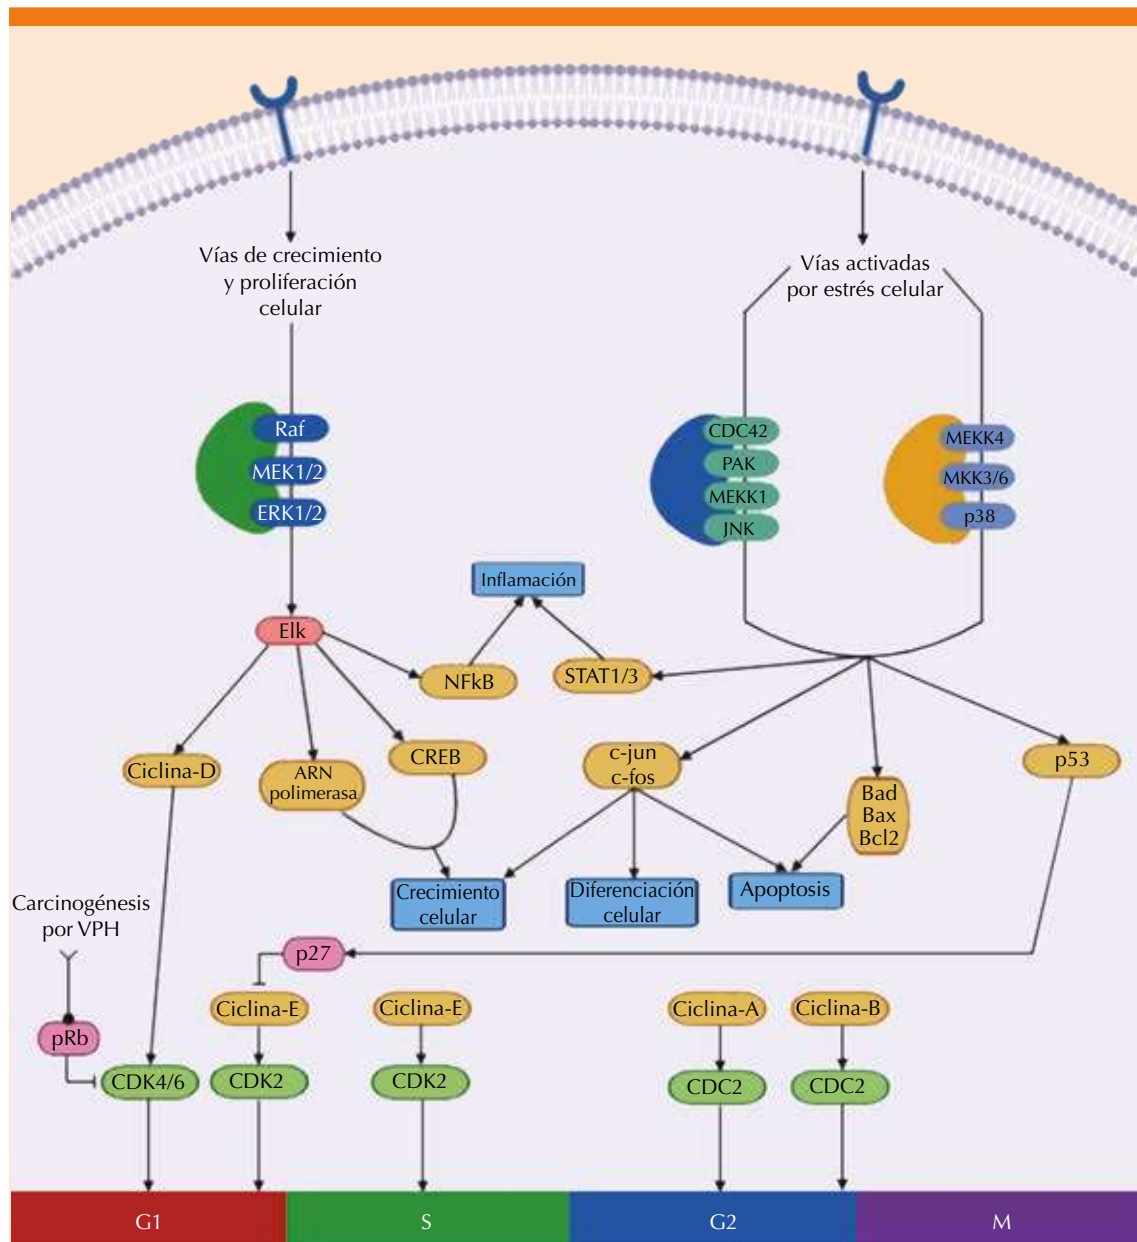 Vías de crecimiento
y proliferación
celular
Vías activadas
por estrés celular
Raf
MEK1/2
ERK1/2
CDC42
PAK
MEKK1
JNK
MEKK4
MKK3/6
p38
Inflamación
Elk
NFkB
STAT1/3
Ciclina-D
ARN
polimerasa
CREB
c-jun
c-fos
Bad
Bax
Bcl2
p53
Crecimiento
celular
Diferenciación
celular
Apoptosis
Carcinogénesis
por VPH
p27
pRb
Ciclina-E
Ciclina-E
Ciclina-A
Ciclina-B
CDK4/6
CDK2
CDK2
CDC2
CDC2
G1
S
G2
M